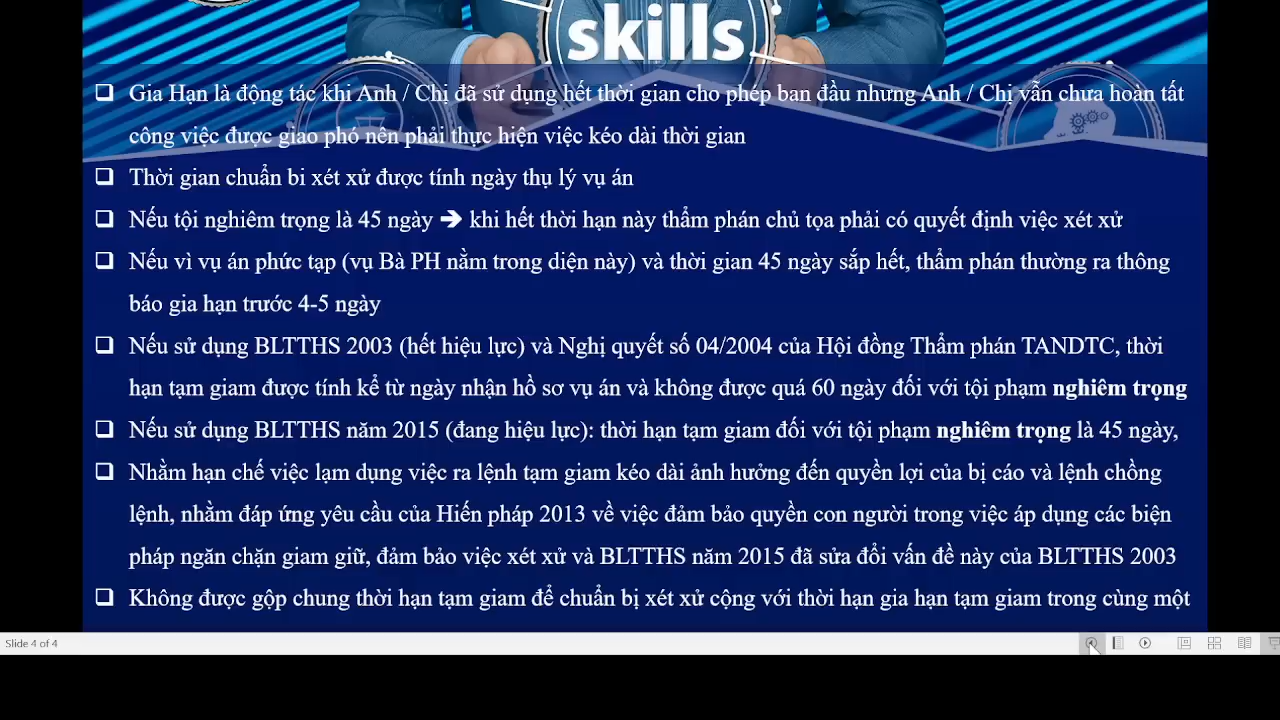 skills
❑ Gia Hạn là động tác khi Anh / Chị đã sử dụng hết thời gian cho phép ban đầu nhưng Anh / Chị vẫn chưa hoàn tất
công việc được giao phó nên phải thực hiện việc kéo dài thời gian
❑ Thời gian chuẩn bi xét xử được tính ngày thụ lý vụ án
❑ Nếu tội nghiêm trọng là 45 ngày ➔ khi hết thời hạn này thẩm phán chủ tọa phải có quyết định việc xét xử
❑ Nếu vì vụ án phức tạp (vụ Bà PH nằm trong diện này) và thời gian 45 ngày sắp hết, thẩm phán thường ra thông
báo gia hạn trước 4-5 ngày
❑ Nếu sử dụng BLTTHS 2003 (hết hiệu lực) và Nghị quyết số 04/2004 của Hội đồng Thẩm phán TANDTC, thời
hạn tạm giam được tính kể từ ngày nhận hồ sơ vụ án và không được quá 60 ngày đối với tội phạm nghiêm trọng
❑ Nếu sử dụng BLTTHS năm 2015 (đang hiệu lực): thời hạn tạm giam đối với tội phạm nghiêm trọng là 45 ngày,
❑ Nhằm hạn chế việc lạm dụng việc ra lệnh tạm giam kéo dài ảnh hưởng đến quyền lợi của bị cáo và lệnh chồng
lệnh, nhằm đáp ứng yêu cầu của Hiến pháp 2013 về việc đảm bảo quyền con người trong việc áp dụng các biện
pháp ngăn chặn giam giữ, đảm bảo việc xét xử và BLTTHS năm 2015 đã sửa đổi vấn đề này của BLTTHS 2003
❑ Không được gộp chung thời hạn tạm giam để chuẩn bị xét xử cộng với thời hạn gia hạn tạm giam trong cùng một
Slide 4 of 4